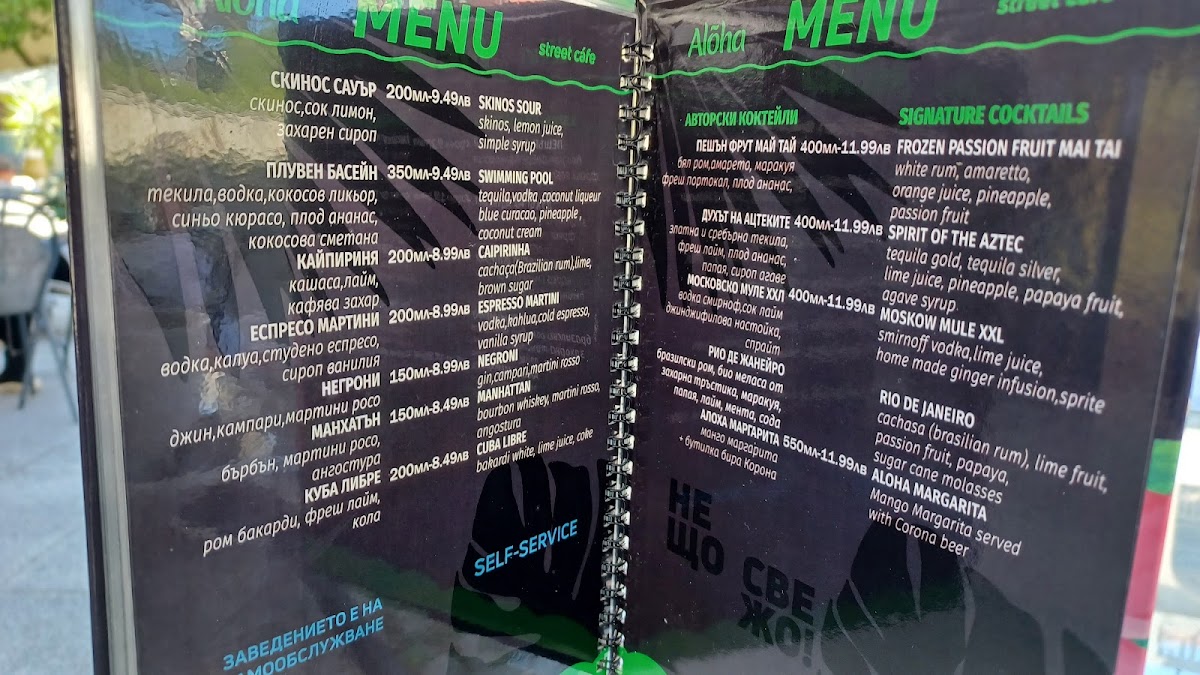 Alōha MENU street cáfe
СКИНОС САУЪР 200мл-9.49лв SKINOS SOUR
скинос,сок лимон, skinos, lemon juice,
захарен сироп simple syrup
ПЛУВЕН БАСЕЙН 350мл-9.49лв SWIMMING POOL
текила,водка,кокосов ликьор, tequila,vodka ,coconut liqueur
синьо кюрасо, плод ананас, blue curacao, pineapple ,
кокосова сметана coconut cream
КАЙПИРИНЯ 200мл-8.99лв CAIPIRINHA
кашаса,лайм, cachaça(Brazilian rum),lime,
кафява захар brown sugar
ЕСПРЕСО МАРТИНИ 200мл-8.99лв ESPRESSO MARTINI
водка,калуа,студено еспресо, vodka,kahlua,cold espresso,
сироп ванилия vanilla syrup
НЕГРОНИ 150мл-8.99лв NEGRONI
джин,кампари,мартини росо gin,campari,martini rosso
МАНХАТЪН 150мл-8.49лв MANHATTAN
бърбън, мартини росо, bourbon whiskey, martini rosso,
ангостура angostura
КУБА ЛИБРЕ 200мл-8.49лв CUBA LIBRE
ром бакарди, фреш лайм, bakardi white, lime juice, coke
кола
SELF-SERVICE
ЗАВЕДЕНИЕТО Е НА
САМООБСЛУЖВАНЕ
Alōha MENU street cáfe
АВТОРСКИ КОКТЕЙЛИ SIGNATURE COCKTAILS
ПЕШЪН ФРУТ МАЙ ТАЙ 400мл-11.99лв FROZEN PASSION FRUIT MAI TAI
бял ром,амарета, маракуя white rum, amaretto,
фреш портокал, плод ананас, orange juice, pineapple,
passion fruit
ДУХЪТ НА АЦТЕКИТЕ 400мл-11.99лв SPIRIT OF THE AZTEC
златна и сребърна текила, tequila gold, tequila silver,
фреш лайм, плод ананас, lime juice, pineapple, papaya fruit,
папая, сироп агаве agave syrup
МОСКОВСКО МУЛЕ ХХЛ 400мл-11.99лв MOSKOW MULE XXL
водка смирноф,сок лайм smirnoff vodka,lime juice,
джинджифилова настойка, home made ginger infusion,sprite
спрайт
РИО ДЕ ЖАНЕЙРО RIO DE JANEIRO
бразилски ром, био меласа от cachasa (brasilian rum), lime fruit,
захарна тръстика, маракуя, passion fruit, papaya,
папая, лайм, мента, сода sugar cane molasses
АЛОХА МАРГАРИТА 550мл-11.99лв ALOHA MARGARITA
манго маргарита Mango Margarita served
+ бутилка бира Корона with Corona beer
НЕ
ЩО СВЕ
ЖО!